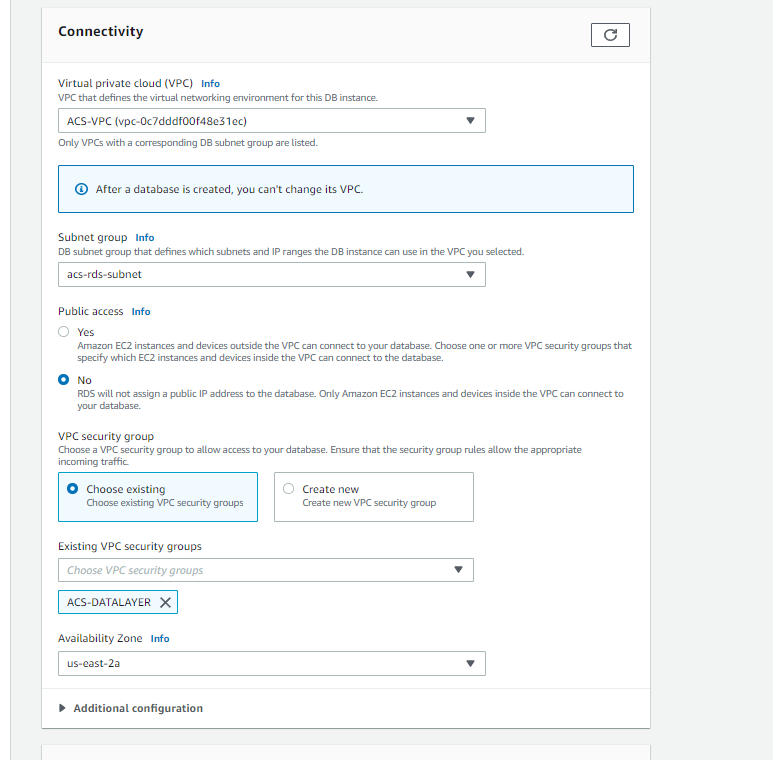 Connectivity
Virtual private cloud (VPC) Info
VPC that defines the virtual networking environment for this DB instance.
ACS-VPC (vpc-0c7dddf00f48e31ec)
Only VPCs with a corresponding DB subnet group are listed.
After a database is created, you can't change its VPC.
Subnet group Info
DB subnet group that defines which subnets and IP ranges the DB instance can use in the VPC you selected.
acs-rds-subnet
Public access Info
Yes
Amazon EC2 instances and devices outside the VPC can connect to your database. Choose one or more VPC security groups that
specify which EC2 instances and devices inside the VPC can connect to the database.
No
RDS will not assign a public IP address to the database. Only Amazon EC2 instances and devices inside the VPC can connect to
your database.
VPC security group
Choose a VPC security group to allow access to your database. Ensure that the security group rules allow the appropriate
incoming traffic.
Choose existing
Choose existing VPC security groups
Create new
Create new VPC security group
Existing VPC security groups
Choose VPC security groups
ACS-DATALAYER
Availability Zone Info
us-east-2a
Additional configuration